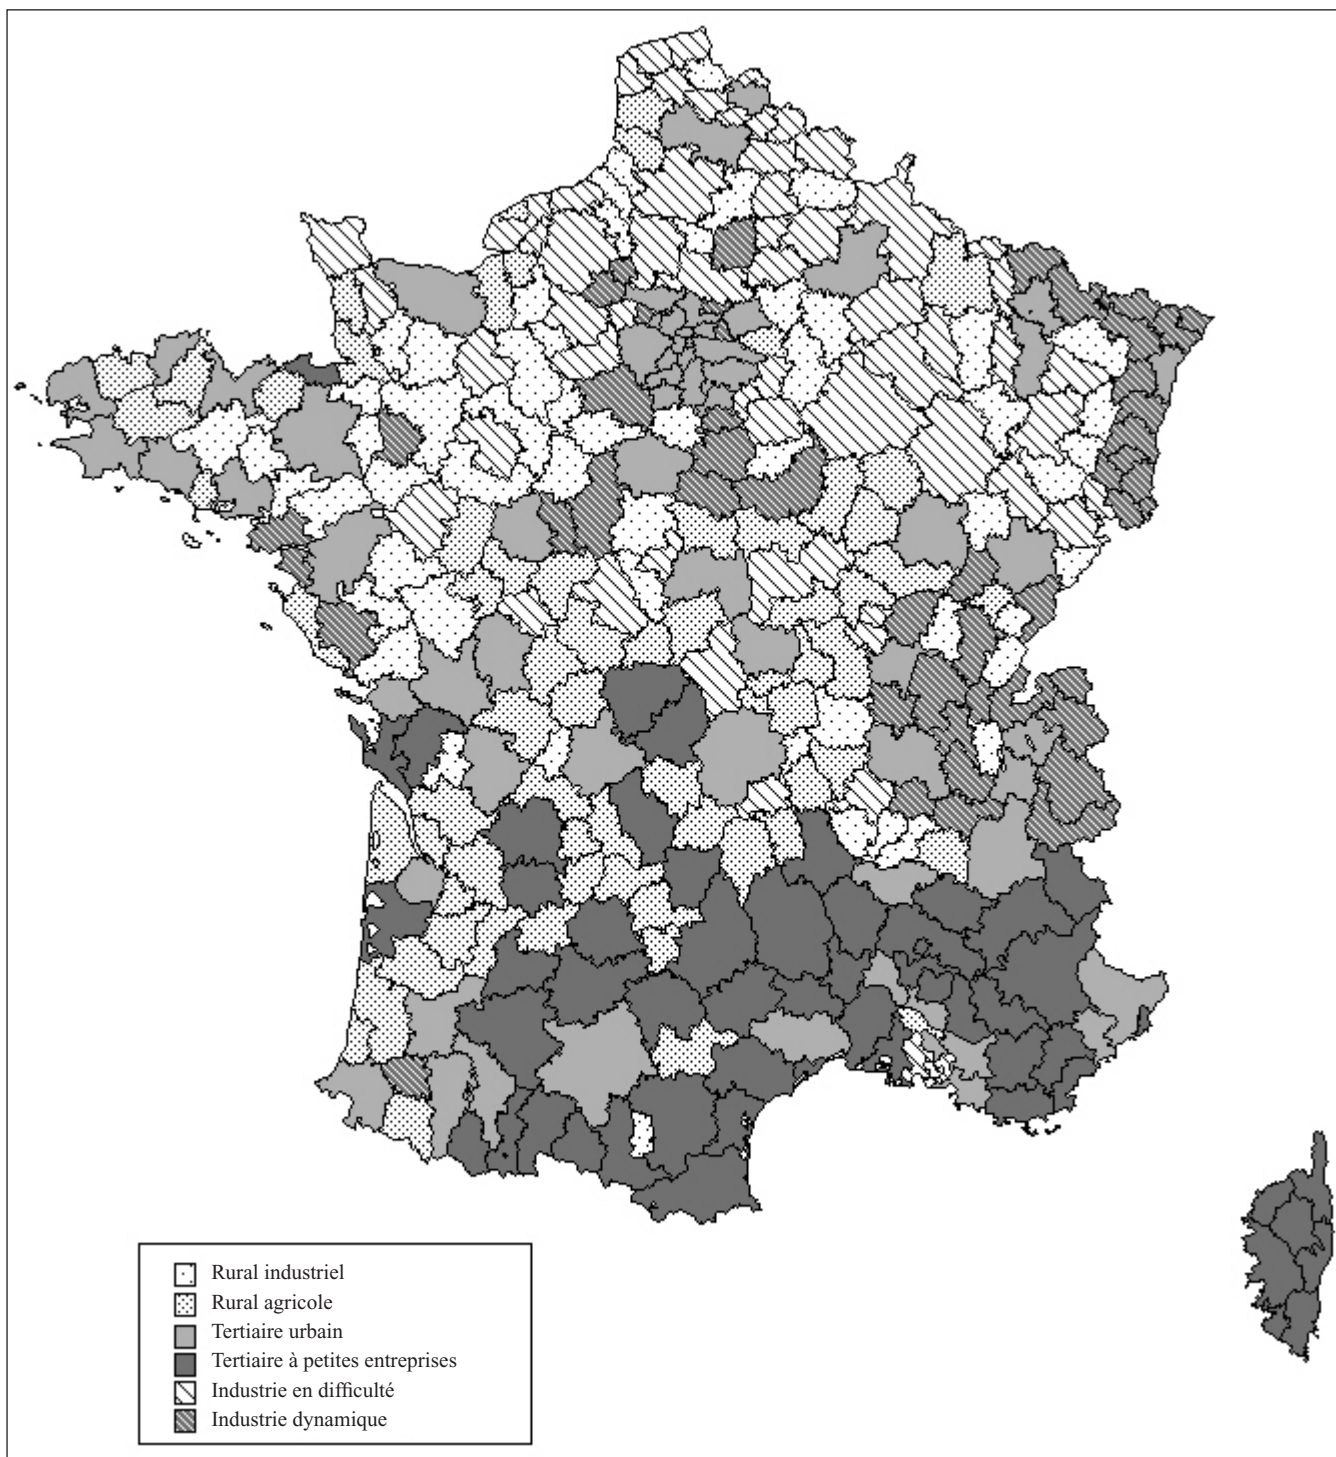 Rural industriel
Rural agricole
Tertiaire urbain
Tertiaire à petites entreprises
Industrie en difficulté
Industrie dynamique